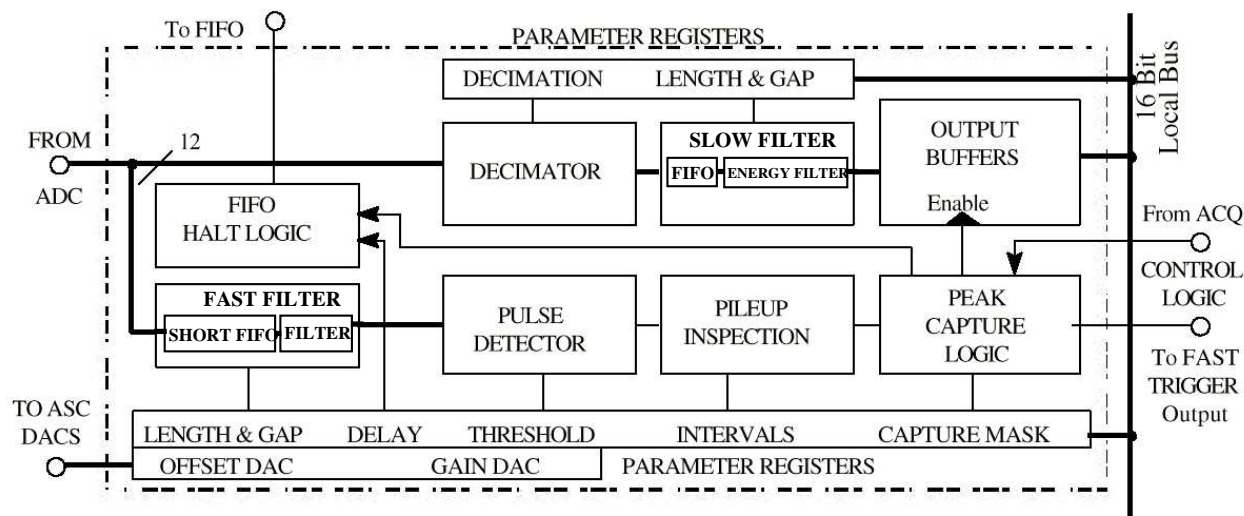 To FIFO
PARAMETER REGISTERS
DECIMATION LENGTH & GAP
16 Bit
Local Bus
FROM
ADC
12
DECIMATOR
SLOW FILTER
FIFO ENERGY FILTER
OUTPUT
BUFFERS
Enable
FIFO
HALT LOGIC
From ACQ
CONTROL
LOGIC
FAST FILTER
SHORT FIFO FILTER
PULSE
DETECTOR
PILEUP
INSPECTION
PEAK
CAPTURE
LOGIC
To FAST
TRIGGER
Output
TO ASC
DACS
LENGTH & GAP DELAY THRESHOLD INTERVALS CAPTURE MASK
OFFSET DAC GAIN DAC PARAMETER REGISTERS